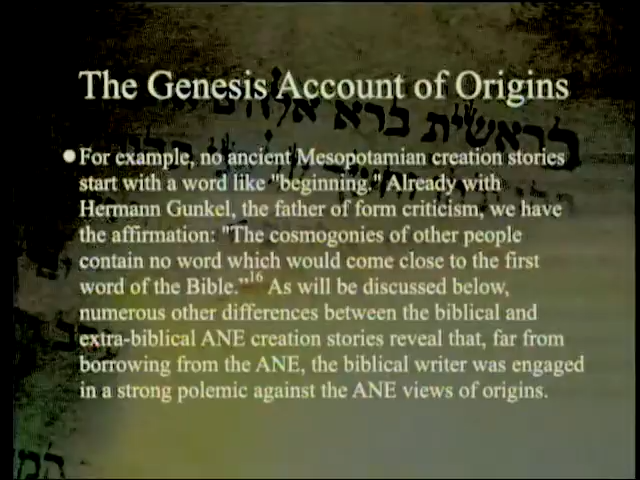 The Genesis Account of Origins
בראשית ברא אלהים
● For example, no ancient Mesopotamian creation stories
start with a word like "beginning." Already with
Hermann Gunkel, the father of form criticism, we have
the affirmation: "The cosmogonies of other people
contain no word which would come close to the first
word of the Bible."16 As will be discussed below,
numerous other differences between the biblical and
extra-biblical ANE creation stories reveal that, far from
borrowing from the ANE, the biblical writer was engaged
in a strong polemic against the ANE views of origins.